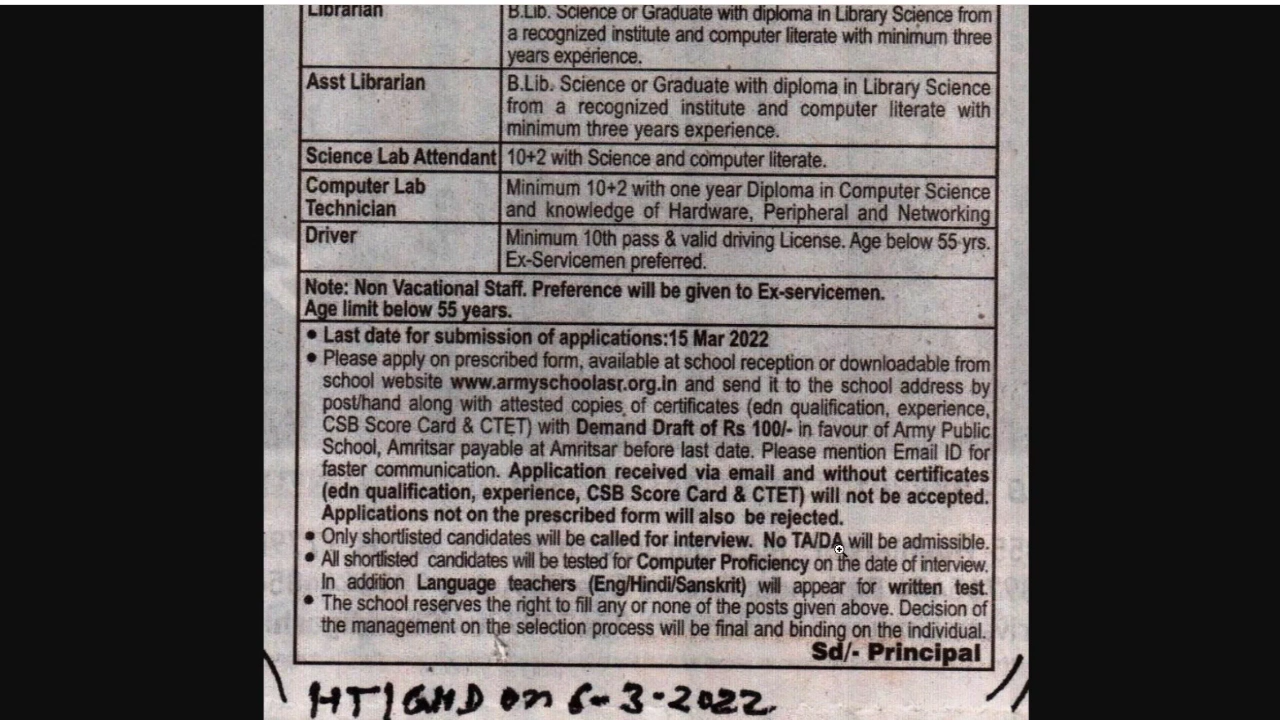 Librarian
B.Lib. Science or Graduate with diploma in Library Science from
a recognized institute and computer literate with minimum three
years experience.
Asst Librarian
B.Lib. Science or Graduate with diploma in Library Science
from a recognized institute and computer literate with
minimum three years experience.
Science Lab Attendant
10+2 with Science and computer literate.
Computer Lab
Technician
Minimum 10+2 with one year Diploma in Computer Science
and knowledge of Hardware, Peripheral and Networking
Driver
Minimum 10th pass & valid driving License. Age below 55 yrs.
Ex-Servicemen preferred.
Note: Non Vacational Staff. Preference will be given to Ex-servicemen.
Age limit below 55 years.
• Last date for submission of applications:15 Mar 2022
• Please apply on prescribed form, available at school reception or downloadable from
school website www.armyschoolasr.org.in and send it to the school address by
post/hand along with attested copies of certificates (edn qualification, experience,
CSB Score Card & CTET) with Demand Draft of Rs 100/- in favour of Army Public
School, Amritsar payable at Amritsar before last date. Please mention Email ID for
faster communication. Application received via email and without certificates
(edn qualification, experience, CSB Score Card & CTET) will not be accepted.
Applications not on the prescribed form will also be rejected.
• Only shortlisted candidates will be called for interview. No TA/DA will be admissible.
• All shortlisted candidates will be tested for Computer Proficiency on the date of interview.
In addition Language teachers (Eng/Hindi/Sanskrit) will appear for written test.
• The school reserves the right to fill any or none of the posts given above. Decision of
the management on the selection process will be final and binding on the individual.
Sd/- Principal
HT/GHD on 6-3-2022